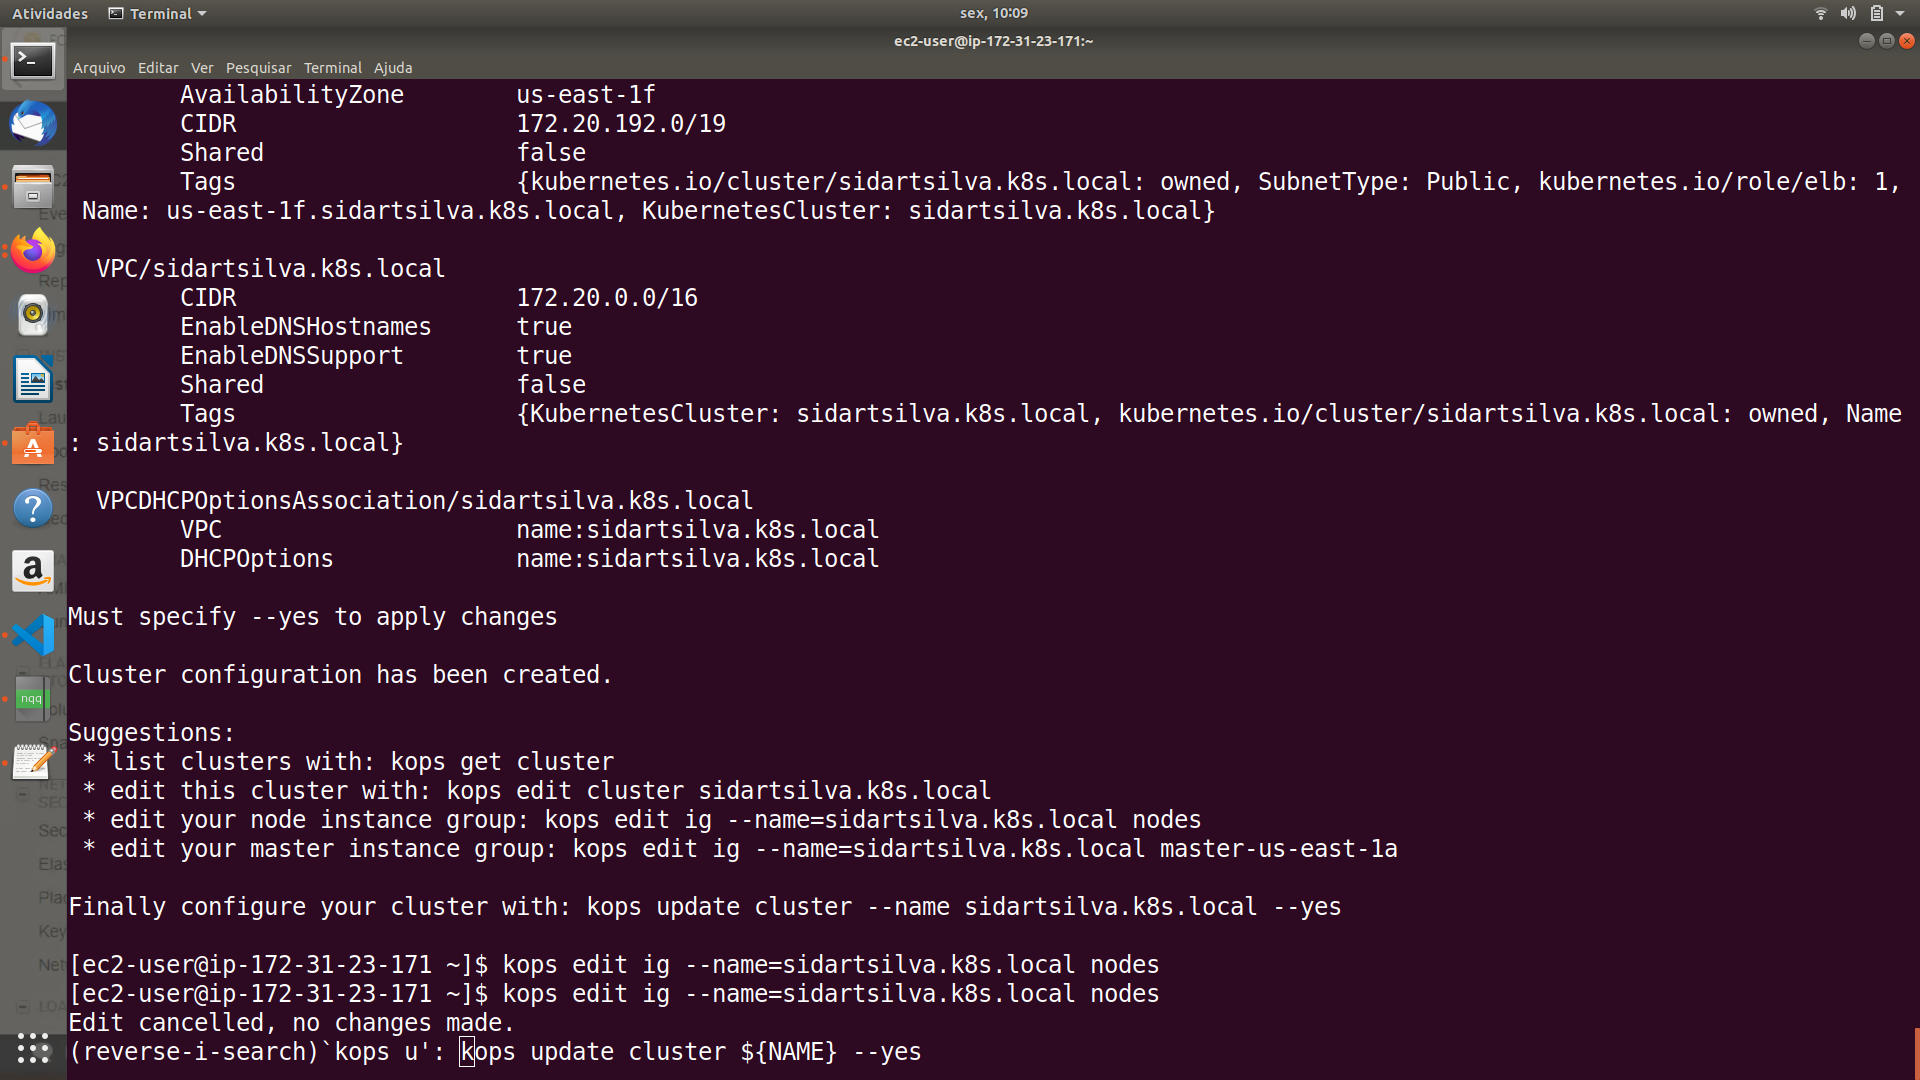 Atividades
Terminal
sex, 10:09
ec2-user@ip-172-31-23-171:~
Arquivo Editar Ver Pesquisar Terminal Ajuda
AvailabilityZone us-east-1f
CIDR 172.20.192.0/19
Shared false
Tags {kubernetes.io/cluster/sidartsilva.k8s.local: owned, SubnetType: Public, kubernetes.io/role/elb: 1,
Name: us-east-1f.sidartsilva.k8s.local, KubernetesCluster: sidartsilva.k8s.local}
VPC/sidartsilva.k8s.local
CIDR 172.20.0.0/16
EnableDNSHostnames true
EnableDNSSupport true
Shared false
Tags {KubernetesCluster: sidartsilva.k8s.local, kubernetes.io/cluster/sidartsilva.k8s.local: owned, Name
: sidartsilva.k8s.local}
VPCDHCPOptionsAssociation/sidartsilva.k8s.local
VPC name:sidartsilva.k8s.local
DHCPOptions name:sidartsilva.k8s.local
Must specify --yes to apply changes
Cluster configuration has been created.
Suggestions:
* list clusters with: kops get cluster
* edit this cluster with: kops edit cluster sidartsilva.k8s.local
* edit your node instance group: kops edit ig --name=sidartsilva.k8s.local nodes
* edit your master instance group: kops edit ig --name=sidartsilva.k8s.local master-us-east-1a
Finally configure your cluster with: kops update cluster --name sidartsilva.k8s.local --yes
[ec2-user@ip-172-31-23-171 ~]$ kops edit ig --name=sidartsilva.k8s.local nodes
[ec2-user@ip-172-31-23-171 ~]$ kops edit ig --name=sidartsilva.k8s.local nodes
Edit cancelled, no changes made.
(reverse-i-search)`kops u': kops update cluster ${NAME} --yes
nqq